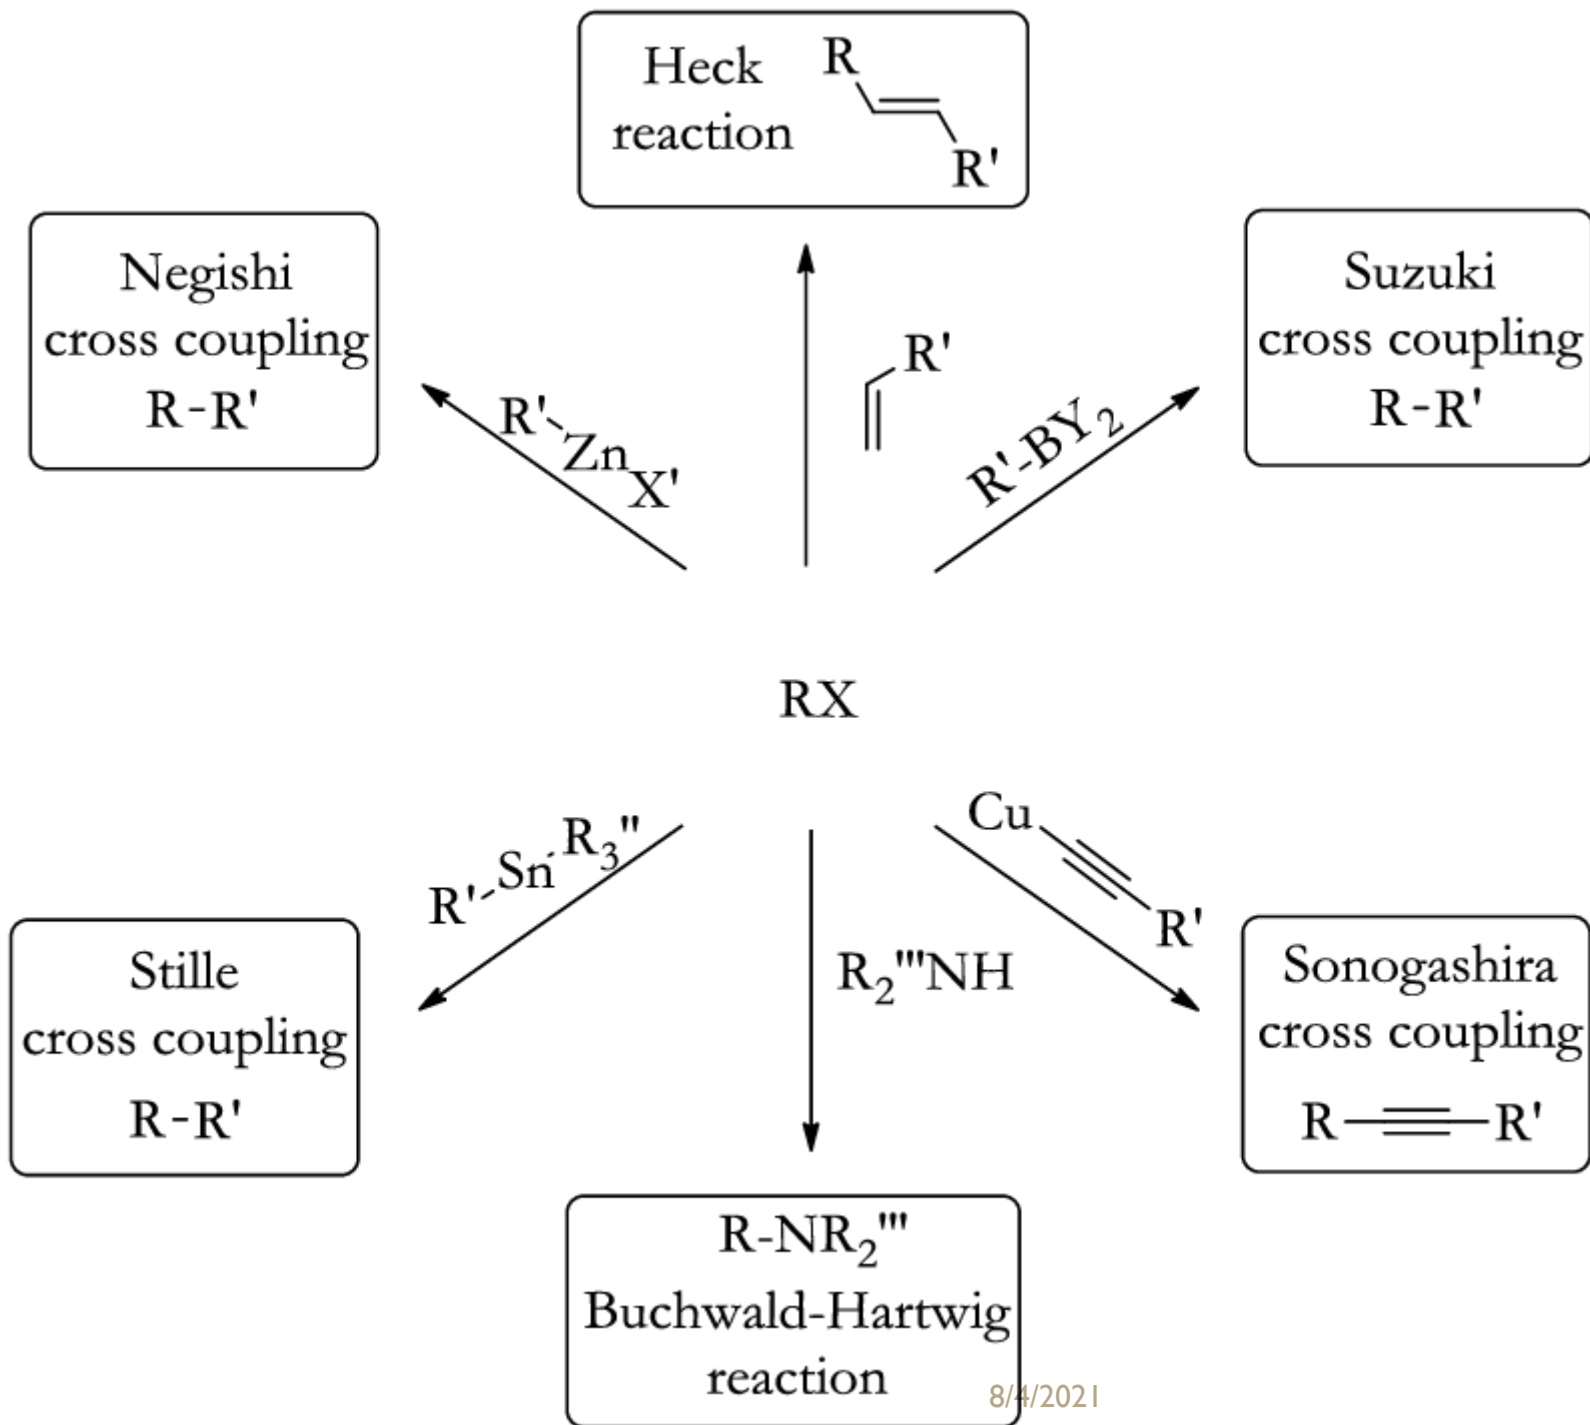 Heck
reaction
R
R'
Negishi
cross coupling
R-R'
Suzuki
cross coupling
R-R'
R'-Zn
X'
R'
R'-BY₂
RX
R'-Sn-R₃"
Cu
R'
R₂'''NH
Stille
cross coupling
R-R'
Sonogashira
cross coupling
R R'
R-NR₂'''
Buchwald-Hartwig
reaction
8/4/2021